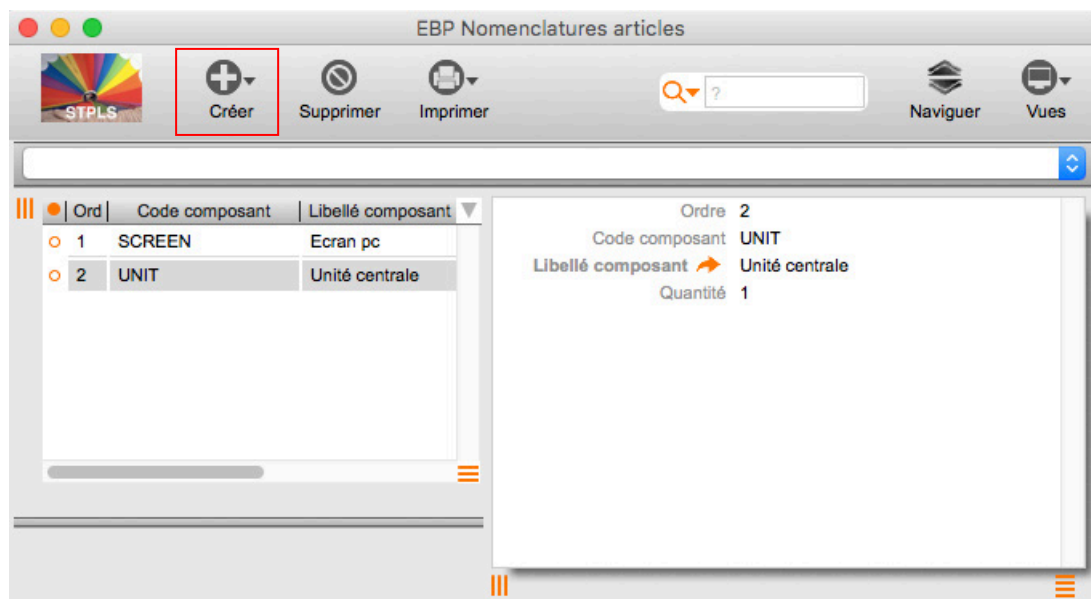 EBP Nomenclatures articles
STPLS
Créer
Supprimer
Imprimer
?
Naviguer
Vues
Ord Code composant Libellé composant
1 SCREEN Ecran pc
2 UNIT Unité centrale
Ordre 2
Code composant UNIT
Libellé composant Unité centrale
Quantité 1